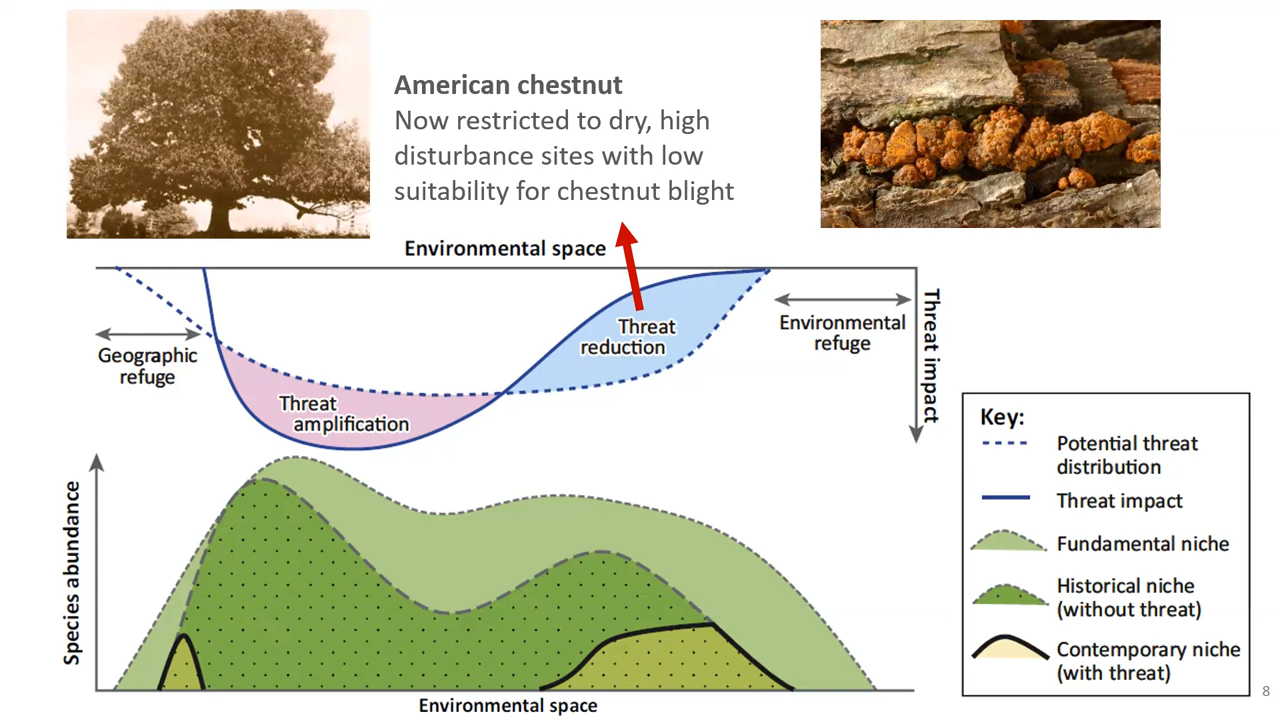 American chestnut
Now restricted to dry, high
disturbance sites with low
suitability for chestnut blight
Environmental space
Geographic
refuge
Threat
amplification
Threat
reduction
Environmental
refuge
Threat impact
Species abundance
Environmental space
Key:
Potential threat
distribution
Threat impact
Fundamental niche
Historical niche
(without threat)
Contemporary niche
(with threat)
8